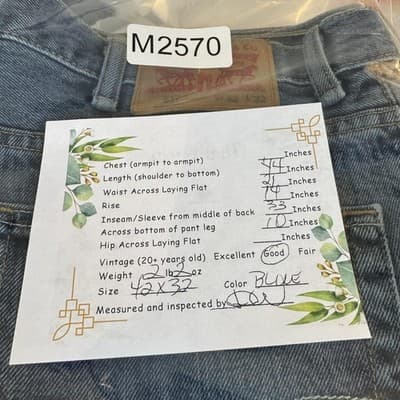 M2570
Chest (armpit to armpit) Inches
Length (shoulder to bottom) 44 Inches
Waist Across Laying Flat Inches
Rise Inches
Inseam/Sleeve from middle of back 33 Inches
Across bottom of pant leg 10 Inches
Hip Across Laying Flat Inches
Vintage (20+ years old) Excellent Good Fair
Weight 2 lb 2 oz
Size 42x32 Color BLUE
Measured and inspected by